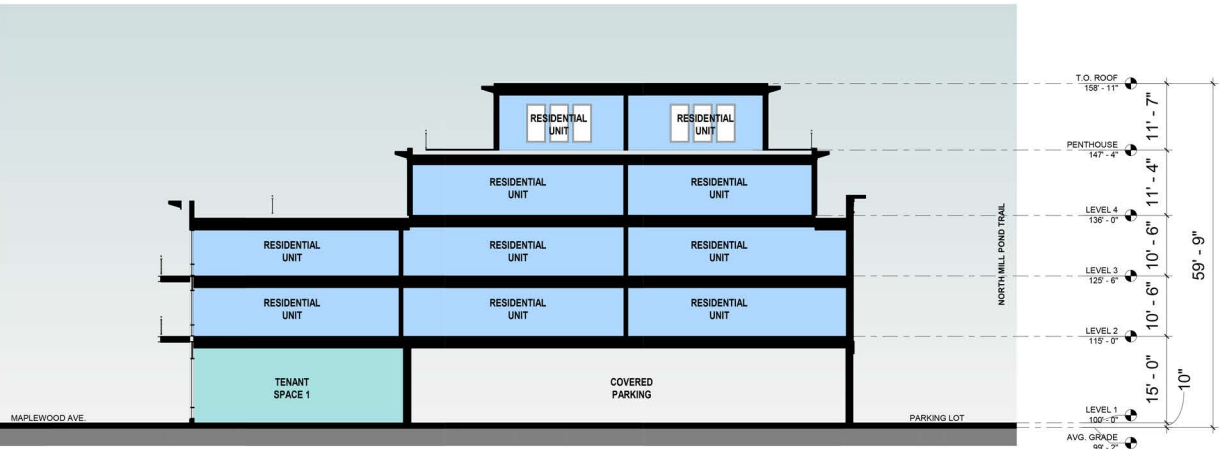 T.O. ROOF
158' - 11"
11' - 7"
RESIDENTIAL
UNIT
RESIDENTIAL
UNIT
PENTHOUSE
147' - 4"
11' - 4"
RESIDENTIAL
UNIT
RESIDENTIAL
UNIT
LEVEL 4
136' - 0"
10' - 6"
RESIDENTIAL
UNIT
RESIDENTIAL
UNIT
RESIDENTIAL
UNIT
NORTH MILL POND TRAIL
LEVEL 3
125' - 6"
59' - 9"
10' - 6"
RESIDENTIAL
UNIT
RESIDENTIAL
UNIT
RESIDENTIAL
UNIT
LEVEL 2
115' - 0"
15' - 0"
10"
TENANT
SPACE 1
COVERED
PARKING
MAPLEWOOD AVE.
PARKING LOT
LEVEL 1
100' - 0"
AVG. GRADE
99' - 2"